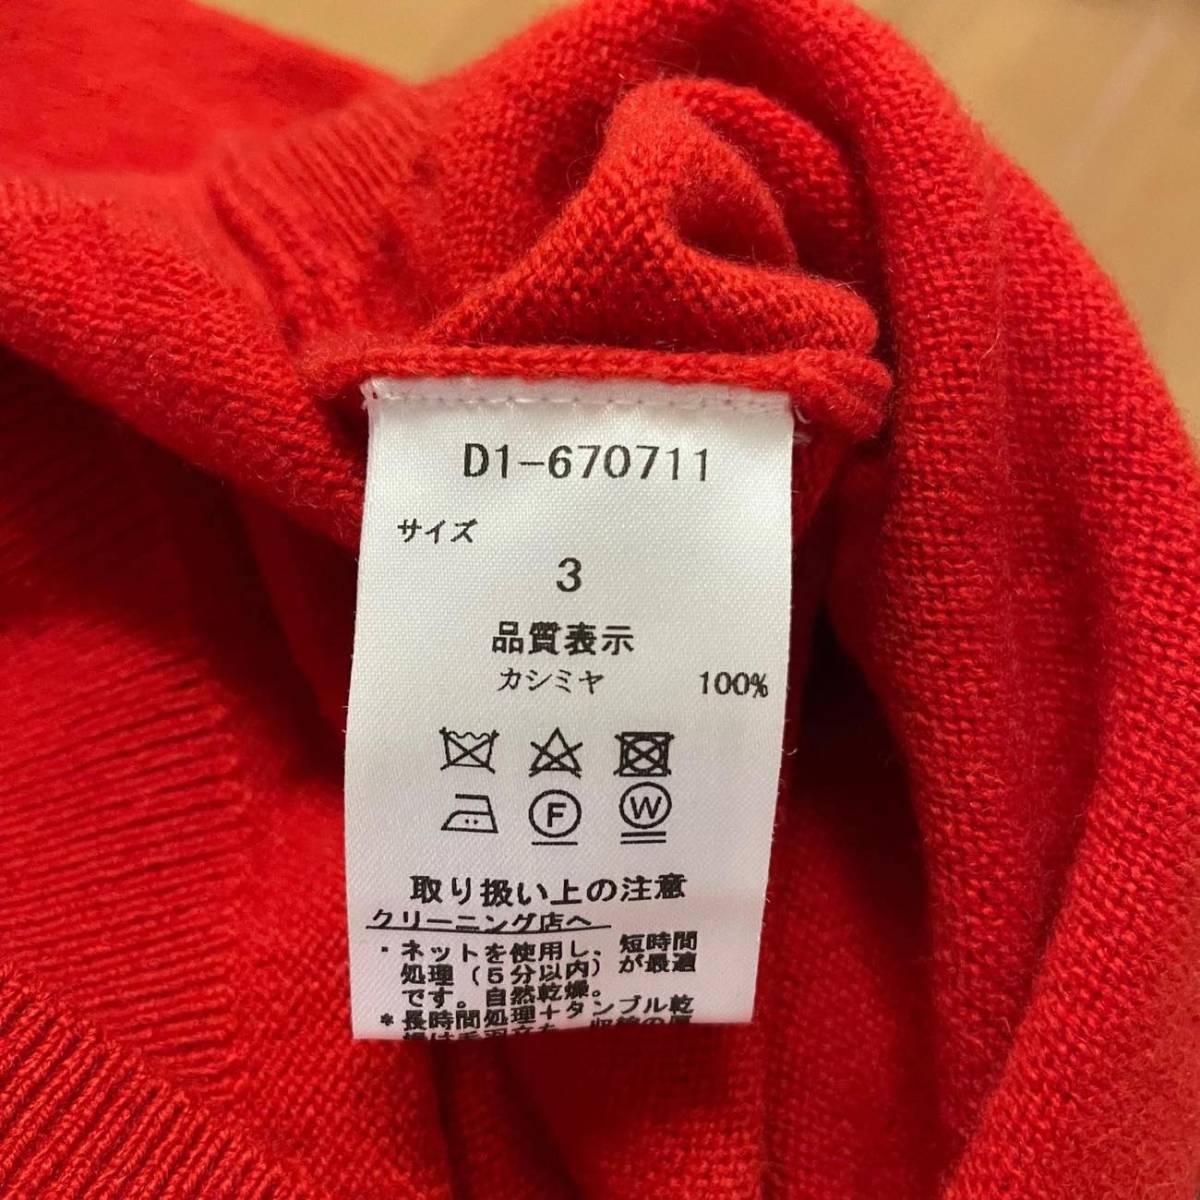 D1-670711
サイズ
3
品質表示
カシミヤ 100%
F W
取り扱い上の注意
クリーニング店へ
・ネットを使用し、短時間
処理(5分以内)が最適
です。自然乾燥。
*長時間処理+タンブル乾